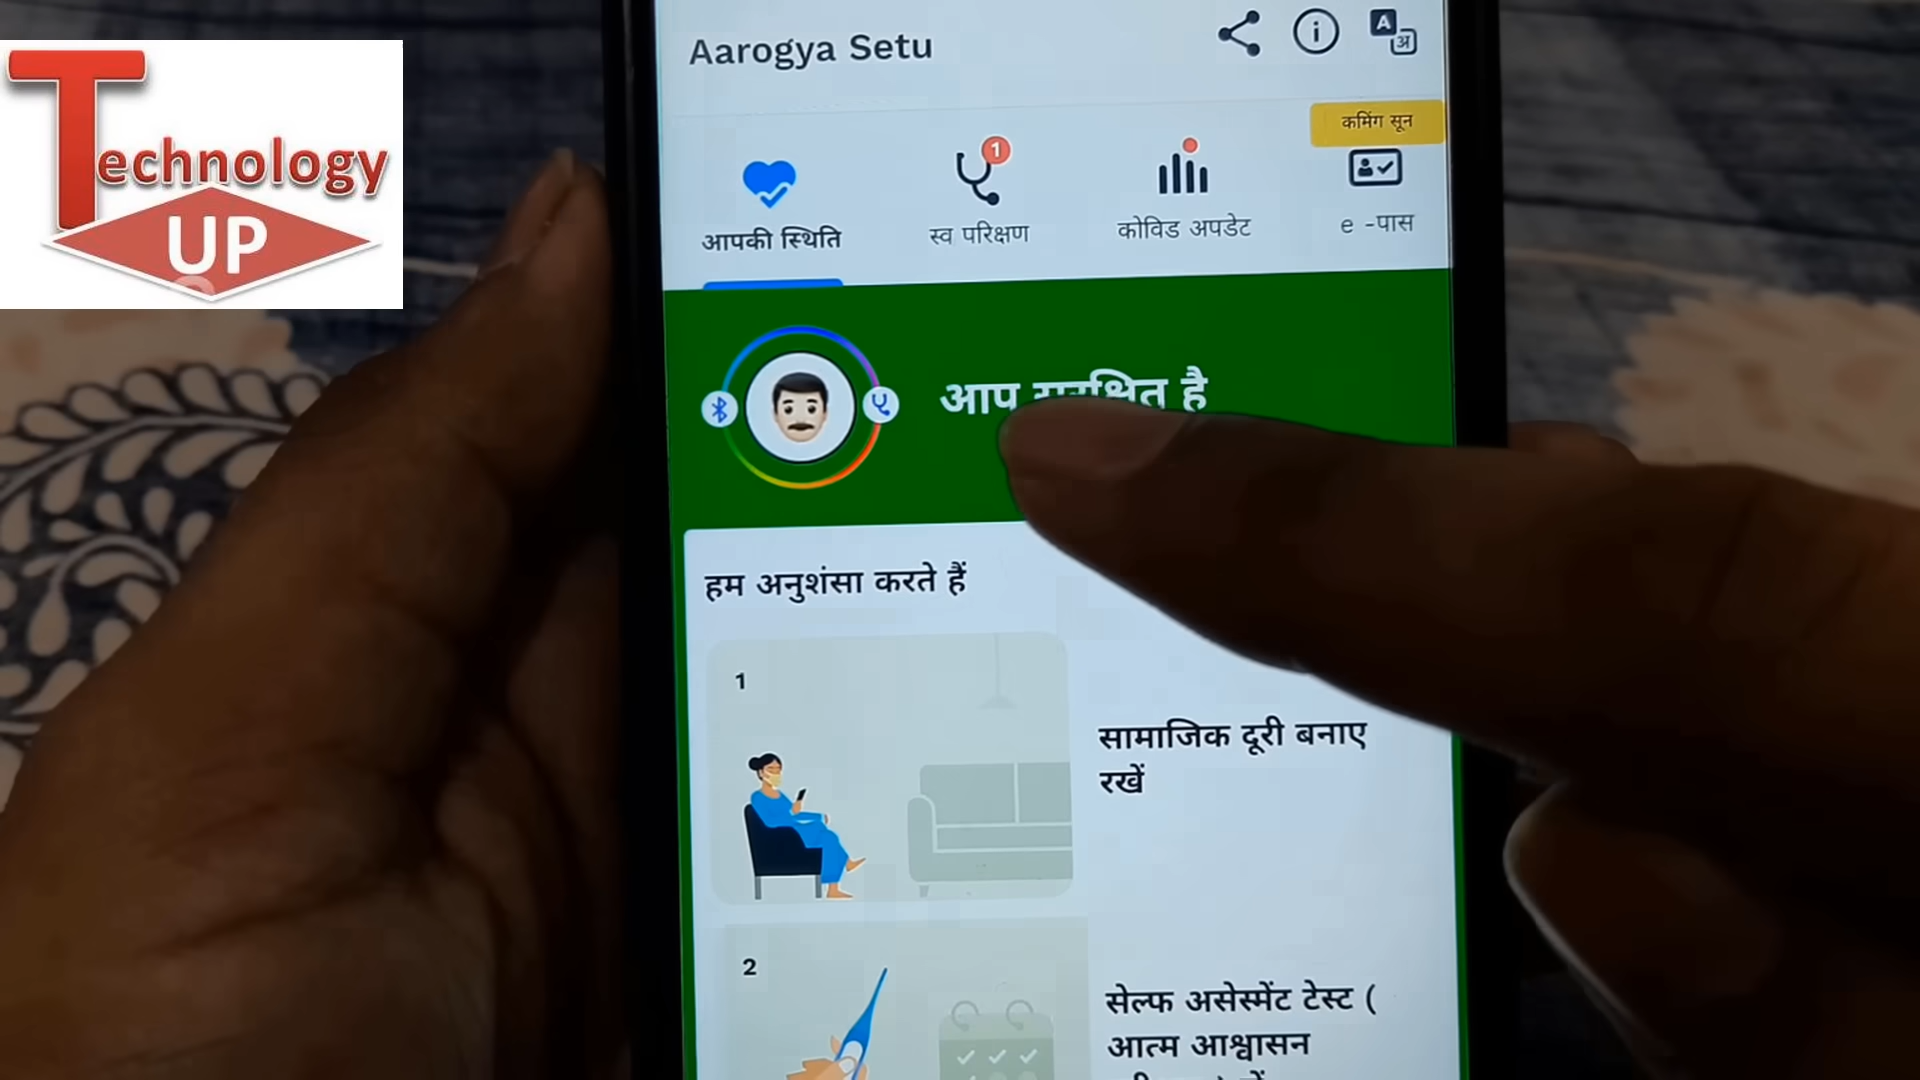 Technology
UP
Aarogya Setu
A
अ
कमिंग सून
1
आपकी स्थिति
स्व परिक्षण
कोविड अपडेट
e -पास
आप सुरक्षित है
हम अनुशंसा करते हैं
1
सामाजिक दूरी बनाए
रखें
2
सेल्फ असेस्मेंट टेस्ट (
आत्म आश्वासन